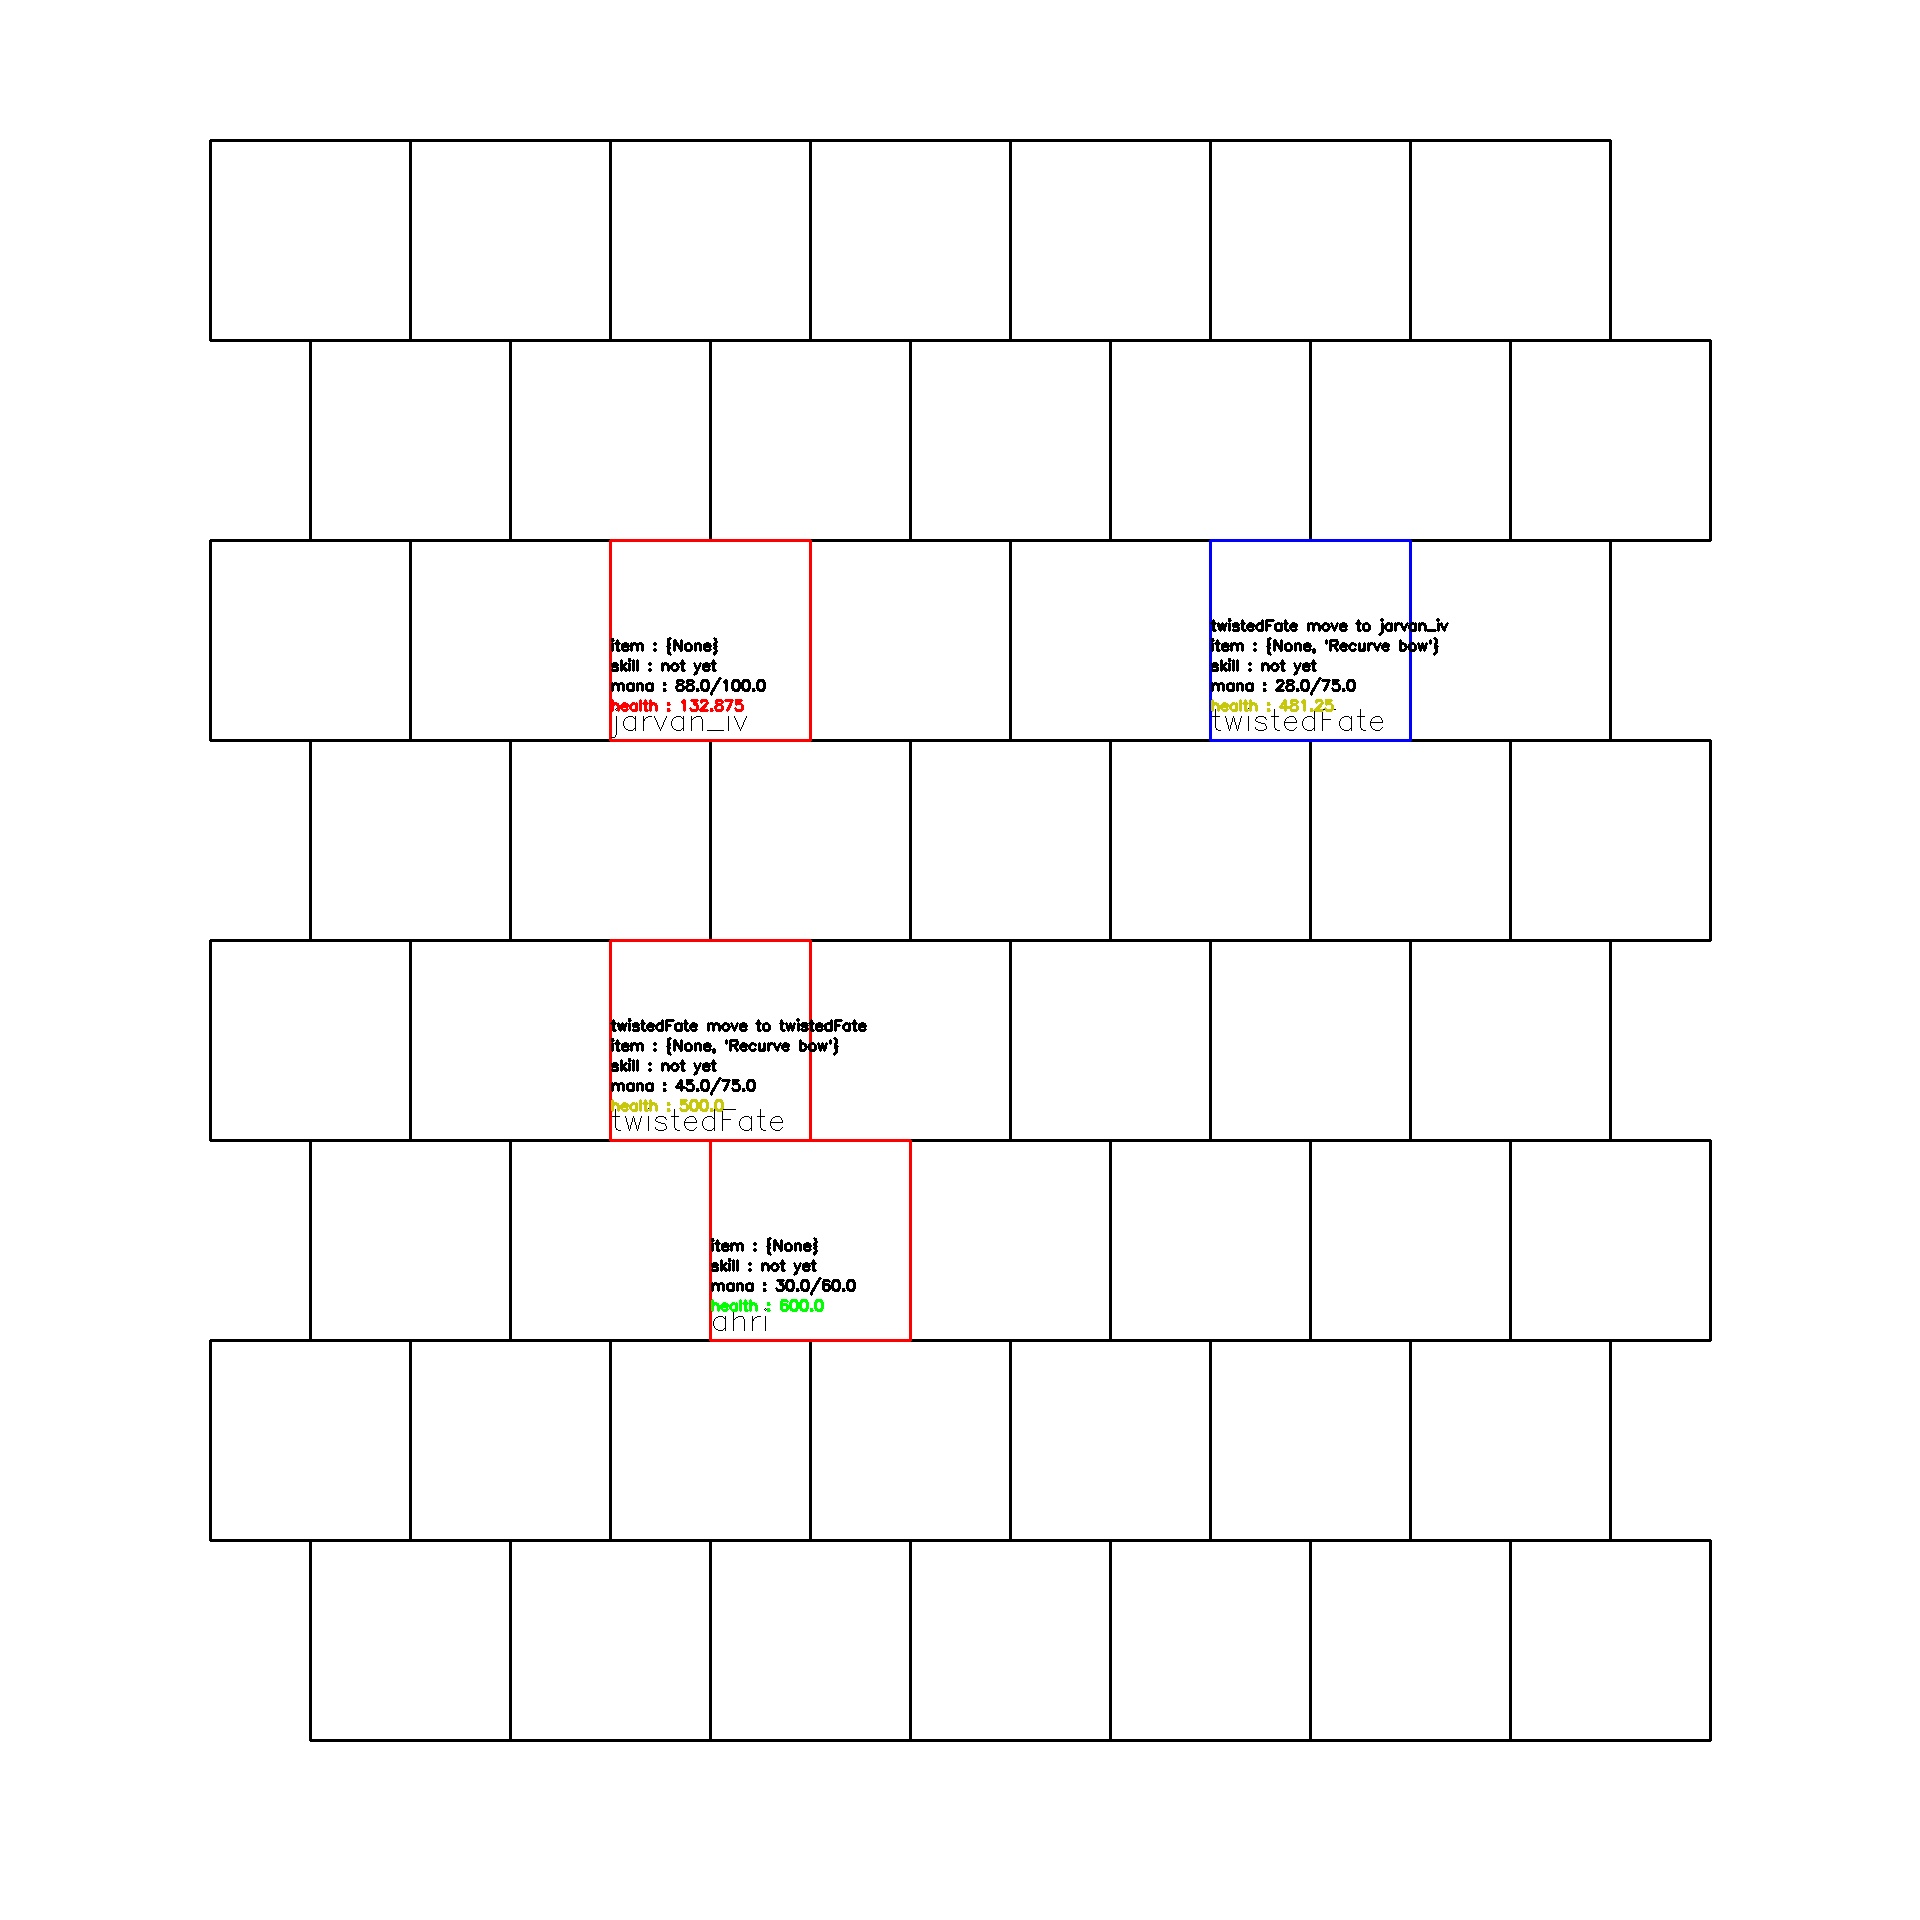 item : {None}
skill : not yet
mana : 88.0/100.0
health : 132.875
jarvan_iv
twistedFate move to jarvan_iv
item : {None, 'Recurve bow'}
skill : not yet
mana : 28.0/75.0
health : 481.25
twistedFate
twistedFate move to twistedFate
item : {None, 'Recurve bow'}
skill : not yet
mana : 45.0/75.0
health : 500.0
twistedFate
item : {None}
skill : not yet
mana : 30.0/60.0
health : 600.0
ahri